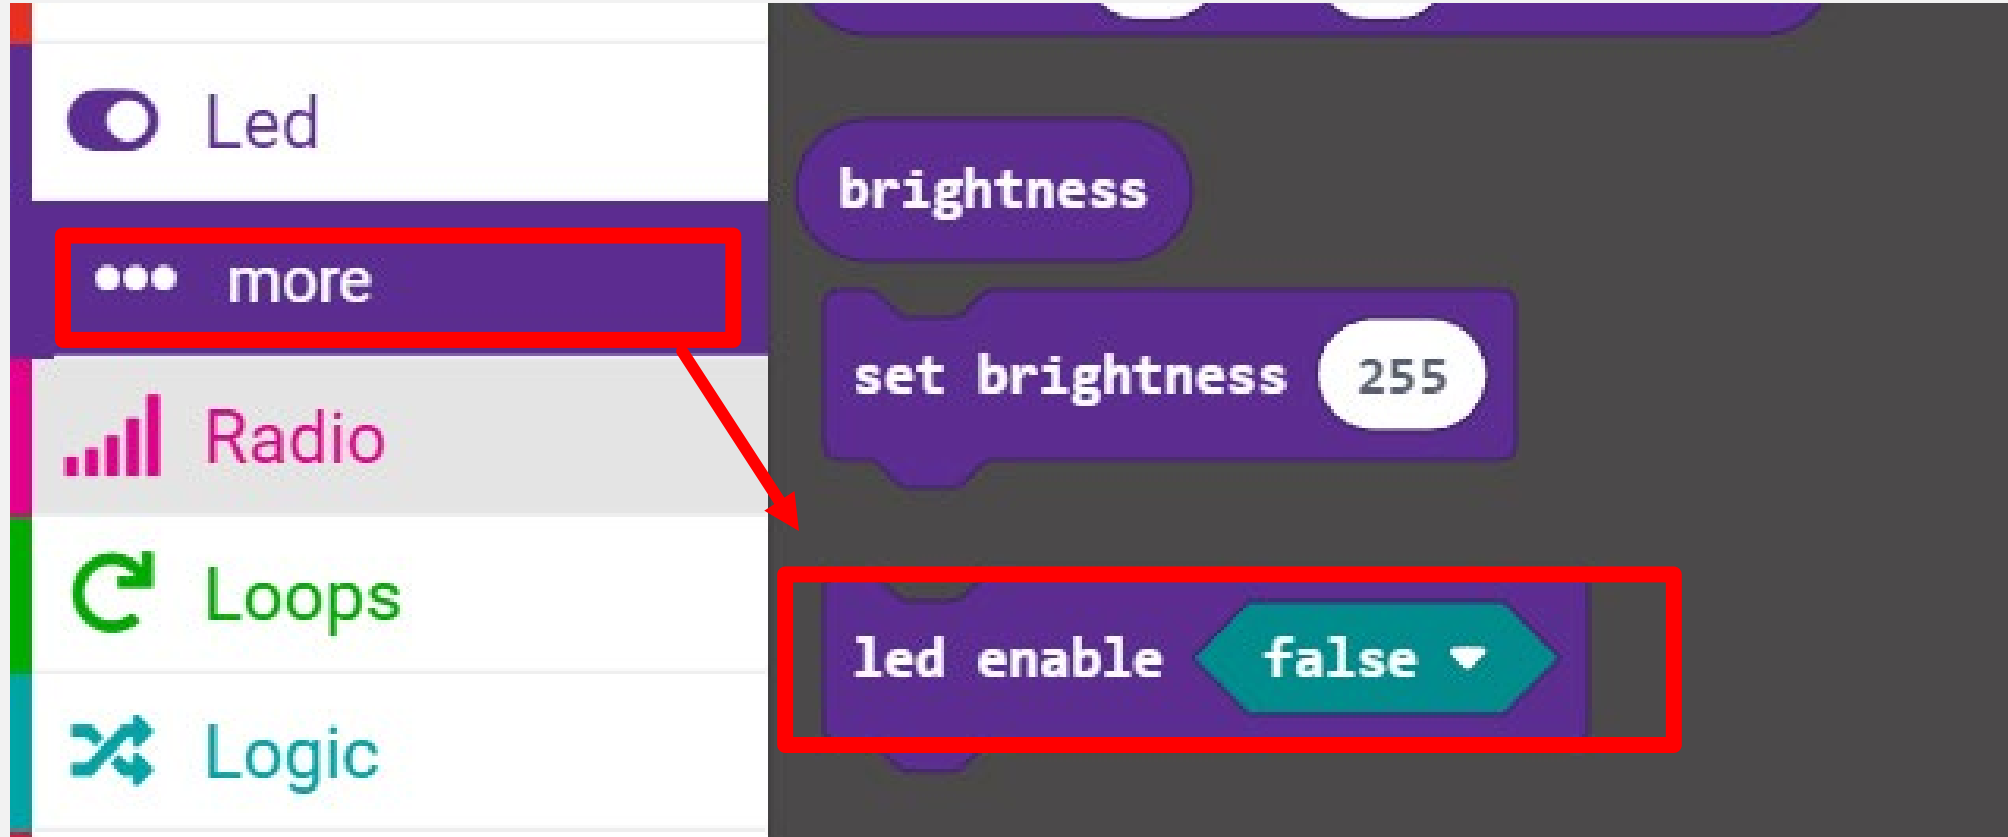 Led
more
Radio
Loops
Logic
brightness
set brightness 255
led enable false